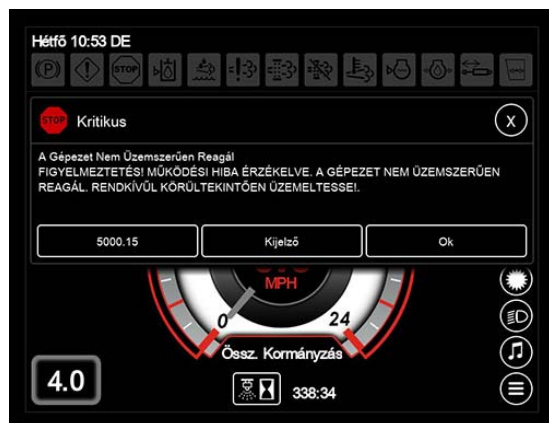 Hétfő 10:53 DE
STOP
STOP Kritikus X
A Gépezet Nem Üzemszerűen Reagál
FIGYELMEZTETÉS! MŰKÖDÉSI HIBA ÉRZÉKELVE. A GÉPEZET NEM ÜZEMSZERŰEN
REAGÁL. RENDKÍVÜL KÖRÜLTEKINTŐEN ÜZEMELTESSE!.
5000.15 Kijelző Ok
MPH
0 24
Össz. Kormányzás
4.0
338:34